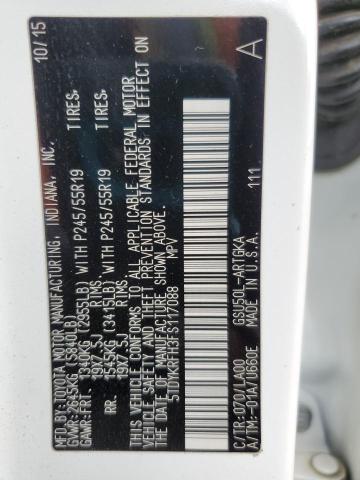 MFD.BY:TOYOTA MOTOR MANUFACTURING, INDIANA, INC. 10/15
GVWR:2645KG (5840LB)
GAWR:FRT 1340KG (2955LB) WITH P245/55R19 TIRES,
19X7.5J RIMS
RR. 1545KG (3415LB) WITH P245/55R19 TIRES,
19X7.5J RIMS
THIS VEHICLE CONFORMS TO ALL APPLICABLE FEDERAL MOTOR
VEHICLE SAFETY AND THEFT PREVENTION STANDARDS IN EFFECT ON
THE DATE OF MANUFACTURE SHOWN ABOVE.
5TDYKRFH3FS117088 MPV
A
C/TR:070/LA00 GSU50L-ARTGKA
A/TM:-01A/U660E MADE IN U.S.A. 111